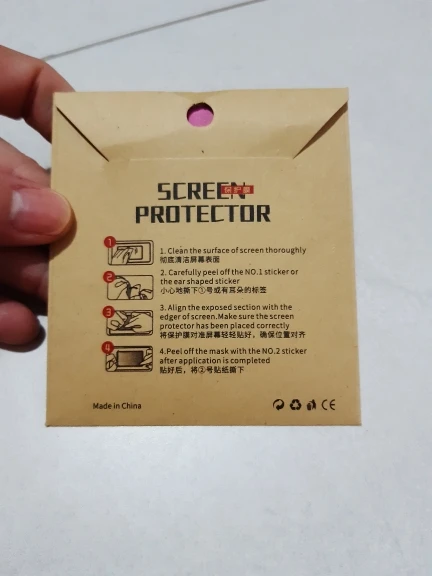 SCREEN
保护膜
PROTECTOR
1
1. Clean the surface of screen thoroughly
彻底清洁屏幕表面
2
2. Carefully peel off the NO.1 sticker or
the ear shaped sticker
小心地撕下①号或有耳朵的标签
3
3. Align the exposed section with the
edger of screen.Make sure the screen
protector has been placed correctly
将保护膜对准屏幕轻轻贴好，确保位置对齐
4
4.Peel off the mask with the NO.2 sticker
after application is completed
贴好后，将②号贴纸撕下
Made in China
CE